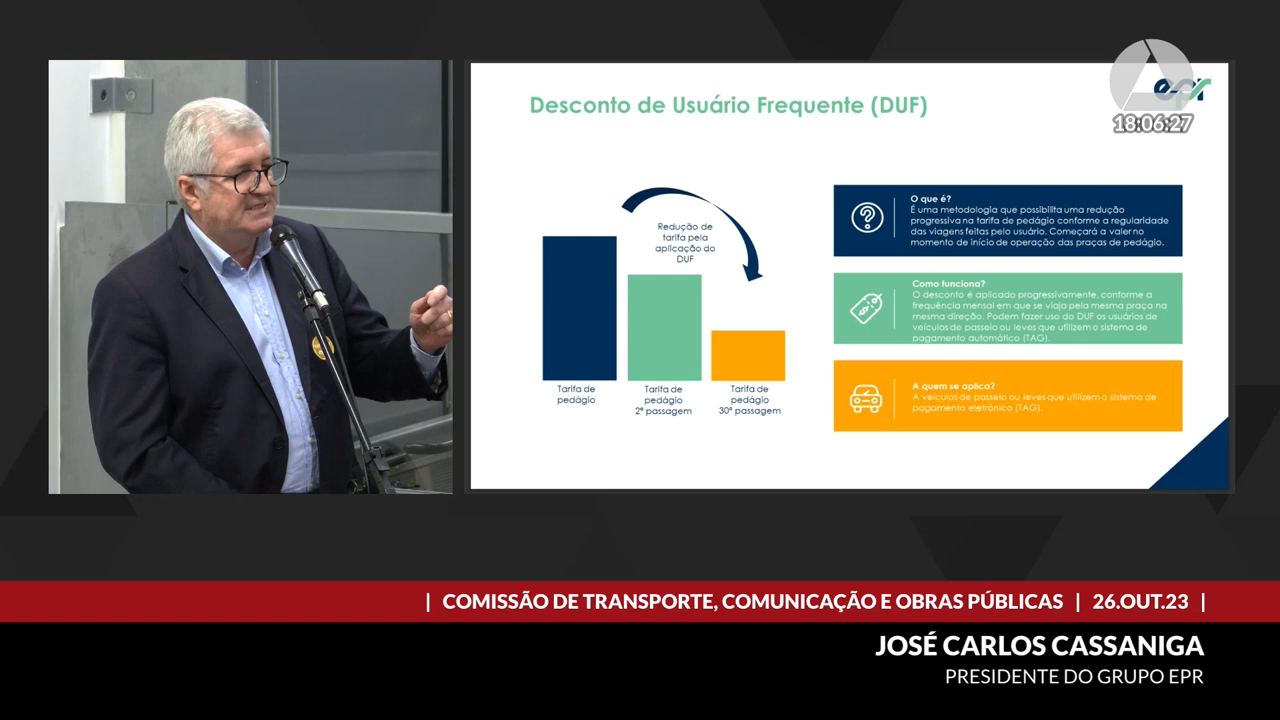 epr
18:06:27
Desconto de Usuário Frequente (DUF)
Redução de
tarifa pela
aplicação do
DUF
Tarifa de
pedágio
Tarifa de
pedágio
2ª passagem
Tarifa de
pedágio
30ª passagem
O que é?
É uma metodologia que possibilita uma redução
progressiva na tarifa de pedágio conforme a regularidade
das viagens feitas pelo usuário. Começará a valer no
momento de início de operação das praças de pedágio.
Como funciona?
O desconto é aplicado progressivamente, conforme a
frequência mensal em que se viaja pela mesma praça na
mesma direção. Podem fazer uso do DUF os usuários de
veículos de passeio ou leves que utilizem o sistema de
pagamento automático (TAG).
A quem se aplica?
A veículos de passeio ou leves que utilizem o sistema de
pagamento eletrônico (TAG).
| COMISSÃO DE TRANSPORTE, COMUNICAÇÃO E OBRAS PÚBLICAS | 26.OUT.23 |
JOSÉ CARLOS CASSANIGA
PRESIDENTE DO GRUPO EPR